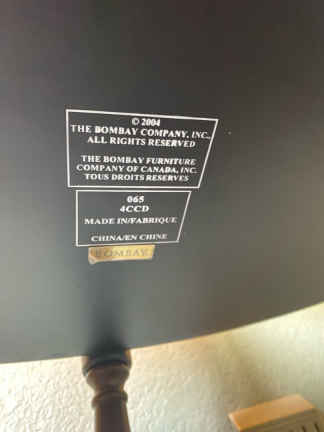 © 2004
THE BOMBAY COMPANY, INC.,
ALL RIGHTS RESERVED
THE BOMBAY FURNITURE
COMPANY OF CANADA, INC.
TOUS DROITS RESERVES
065
4CCD
MADE IN/FABRIQUE
CHINA/EN CHINE
BOMBAY